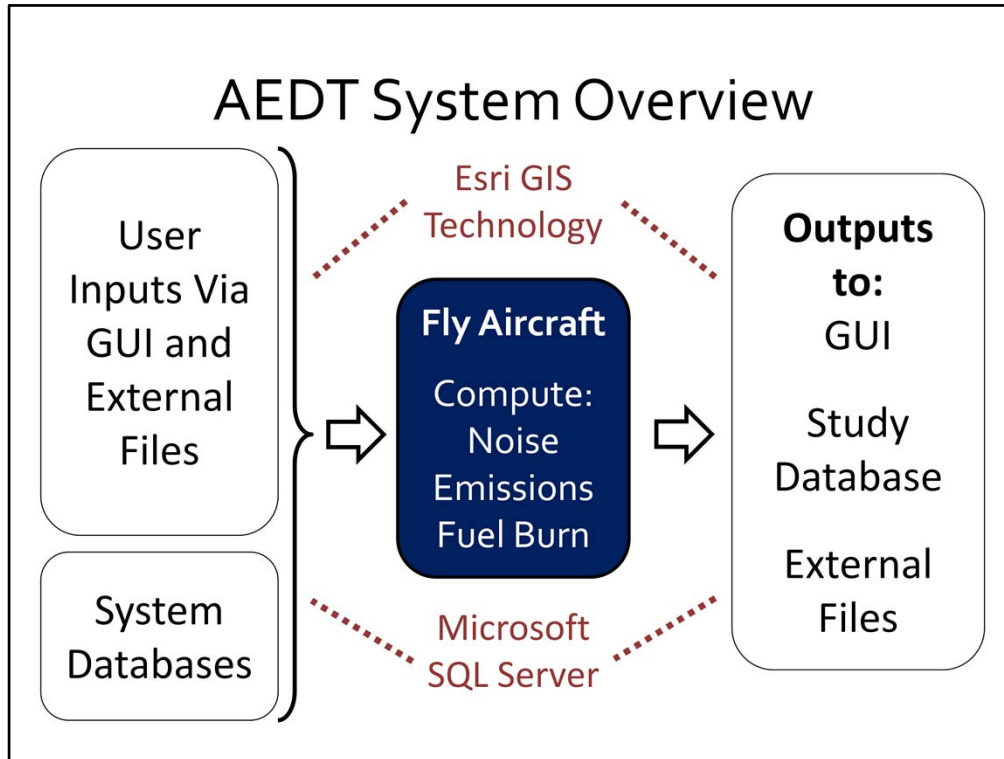 AEDT System Overview
User
Inputs Via
GUI and
External
Files
System
Databases
Esri GIS
Technology
Fly Aircraft
Compute:
Noise
Emissions
Fuel Burn
Microsoft
SQL Server
Outputs
to:
GUI
Study
Database
External
Files